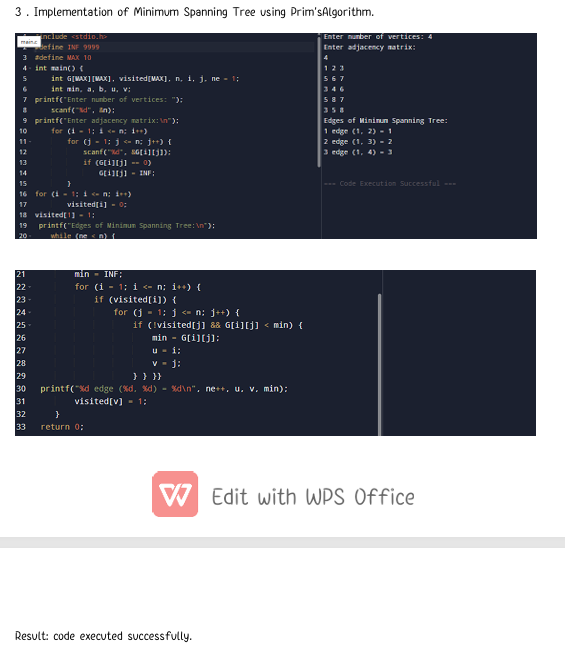 3 . Implementation of Minimum Spanning Tree using Prim'sAlgorithm.
main.c
include <stdio.h>
#define INF 9999
3 #define MAX 10
4 - int main() {
5 int G[MAX][MAX], visited[MAX], n, i, j, ne = 1;
6 int min, a, b, u, v;
7 printf("Enter number of vertices: ");
8 scanf("%d", &n);
9 printf("Enter adjacency matrix:\n");
10 for (i = 1; i <= n; i++)
11 - for (j = 1; j <= n; j++) {
12 scanf("%d", &G[i][j]);
13 if (G[i][j] == 0)
14 G[i][j] = INF;
15 }
16 for (i = 1; i <= n; i++)
17 visited[i] = 0;
18 visited[1] = 1;
19 printf("Edges of Minimum Spanning Tree:\n");
20 - while (ne < n) {
Enter number of vertices: 4
Enter adjacency matrix:
4
1 2 3
5 6 7
3 4 6
5 8 7
3 5 8
Edges of Minimum Spanning Tree:
1 edge (1, 2) = 1
2 edge (1, 3) = 2
3 edge (1, 4) = 3
=== Code Execution Successful ===
21 min = INF;
22 - for (i = 1; i <= n; i++) {
23 - if (visited[i]) {
24 - for (j = 1; j <= n; j++) {
25 - if (!visited[j] && G[i][j] < min) {
26 min = G[i][j];
27 u = i;
28 v = j;
29 } } }}
30 printf("%d edge (%d, %d) = %d\n", ne++, u, v, min);
31 visited[v] = 1;
32 }
33 return 0;
Edit with WPS Office
Result: code executed successfully.